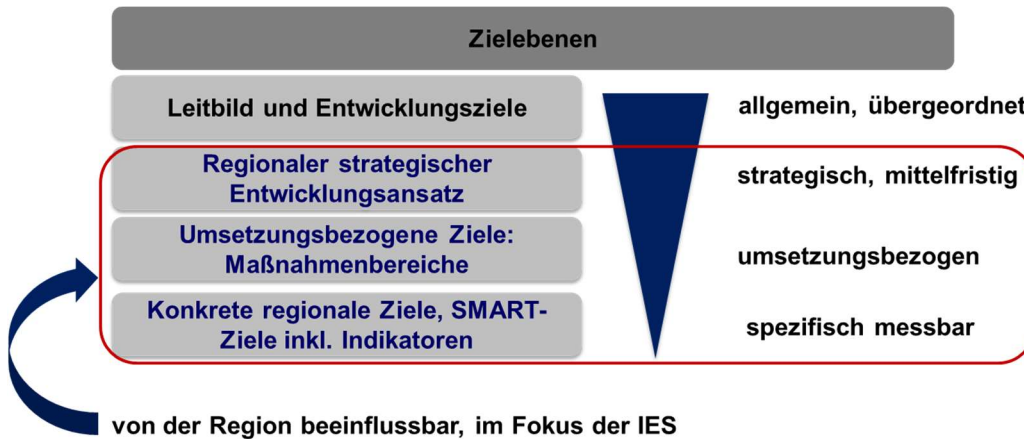 Zielebenen
Leitbild und Entwicklungsziele
allgemein, übergeordnet
Regionaler strategischer
Entwicklungsansatz
strategisch, mittelfristig
Umsetzungsbezogene Ziele:
Maßnahmenbereiche
umsetzungsbezogen
Konkrete regionale Ziele, SMART-
Ziele inkl. Indikatoren
spezifisch messbar
von der Region beeinflussbar, im Fokus der IES